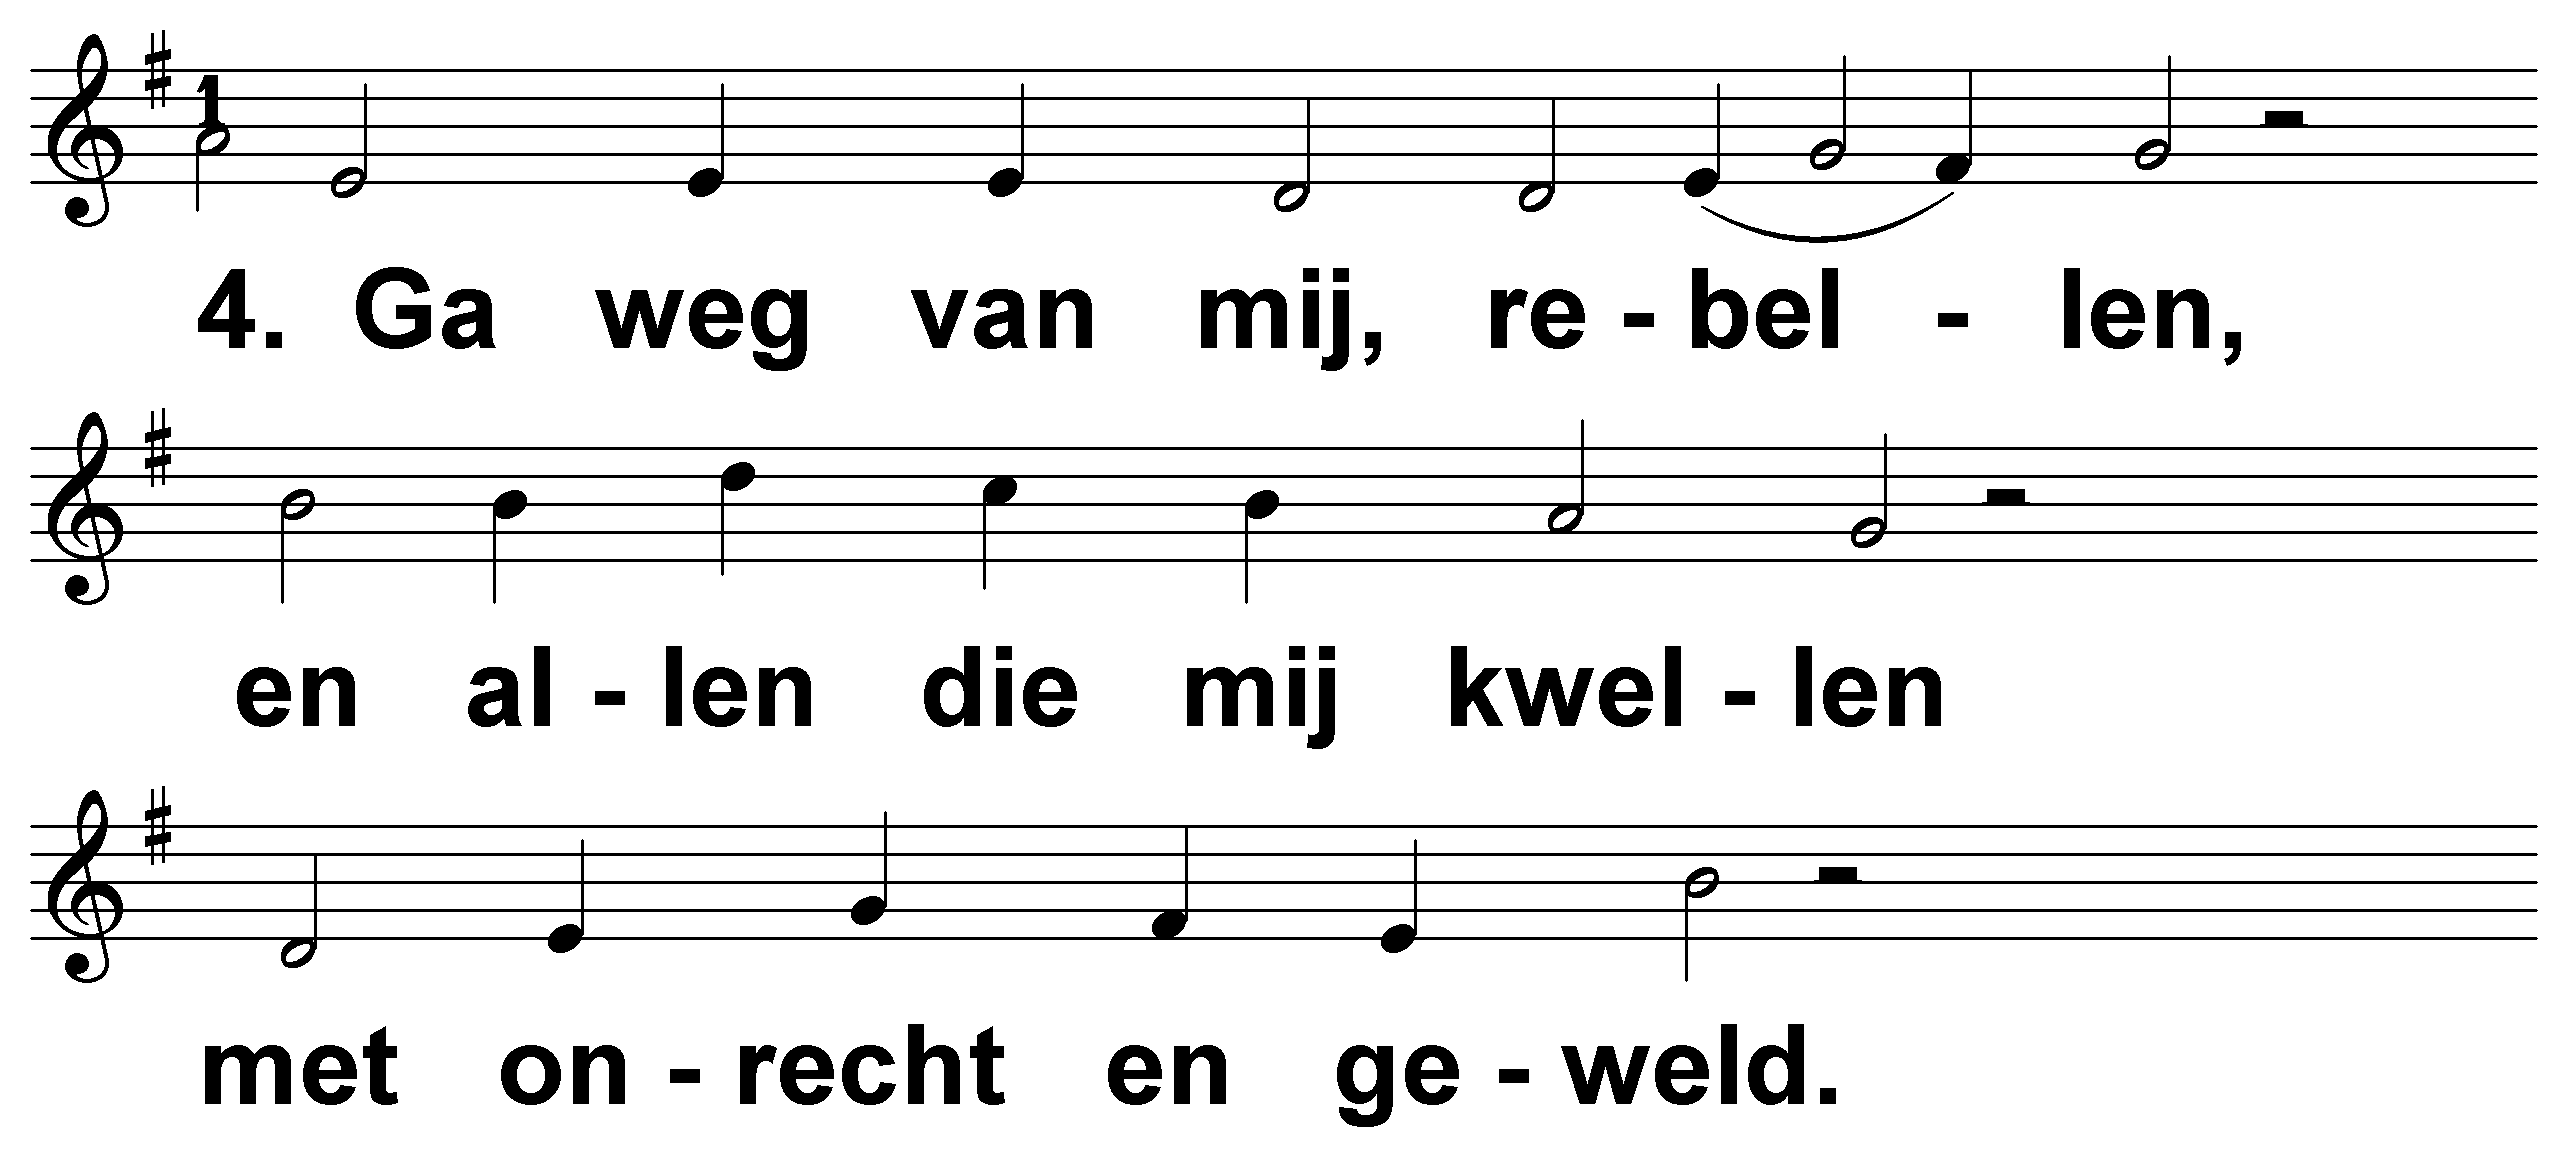 1
4. Ga weg van mij, re - bel - len,
en al - len die mij kwel - len
met on - recht en ge - weld.